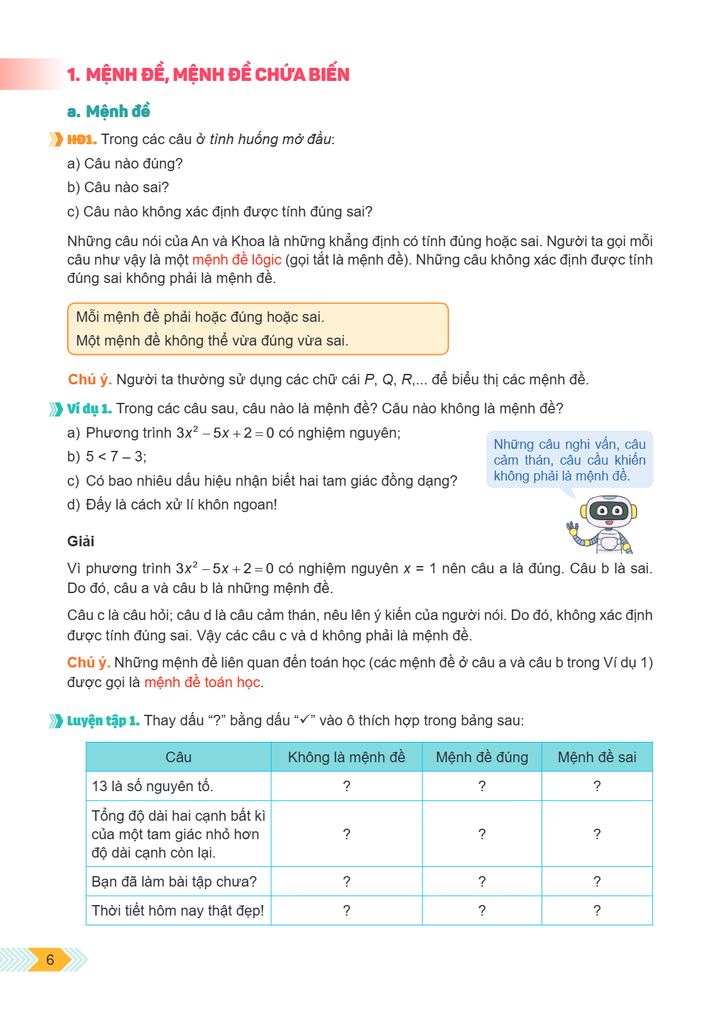 1. MỆNH ĐỀ, MỆNH ĐỀ CHỨA BIẾN
a. Mệnh đề
HĐ1. Trong các câu ở tình huống mở đầu:
a) Câu nào đúng?
b) Câu nào sai?
c) Câu nào không xác định được tính đúng sai?
Những câu nói của An và Khoa là những khẳng định có tính đúng hoặc sai. Người ta gọi mỗi
câu như vậy là một mệnh đề lôgic (gọi tắt là mệnh đề). Những câu không xác định được tính
đúng sai không phải là mệnh đề.
Mỗi mệnh đề phải hoặc đúng hoặc sai.
Một mệnh đề không thể vừa đúng vừa sai.
Chú ý. Người ta thường sử dụng các chữ cái P, Q, R,... để biểu thị các mệnh đề.
Ví dụ 1. Trong các câu sau, câu nào là mệnh đề? Câu nào không là mệnh đề?
a) Phương trình 3x² – 5x + 2 = 0 có nghiệm nguyên;
b) 5 < 7 – 3;
c) Có bao nhiêu dấu hiệu nhận biết hai tam giác đồng dạng?
d) Đấy là cách xử lí khôn ngoan!
Những câu nghi vấn, câu
cảm thán, câu cầu khiến
không phải là mệnh đề.
Giải
Vì phương trình 3x² – 5x + 2 = 0 có nghiệm nguyên x = 1 nên câu a là đúng. Câu b là sai.
Do đó, câu a và câu b là những mệnh đề.
Câu c là câu hỏi; câu d là câu cảm thán, nêu lên ý kiến của người nói. Do đó, không xác định
được tính đúng sai. Vậy các câu c và d không phải là mệnh đề.
Chú ý. Những mệnh đề liên quan đến toán học (các mệnh đề ở câu a và câu b trong Ví dụ 1)
được gọi là mệnh đề toán học.
Luyện tập 1. Thay dấu “?” bằng dấu “✓” vào ô thích hợp trong bảng sau:
Câu Không là mệnh đề Mệnh đề đúng Mệnh đề sai
13 là số nguyên tố. ? ? ?
Tổng độ dài hai cạnh bất kì
của một tam giác nhỏ hơn ? ? ?
độ dài cạnh còn lại.
Bạn đã làm bài tập chưa? ? ? ?
Thời tiết hôm nay thật đẹp! ? ? ?
6